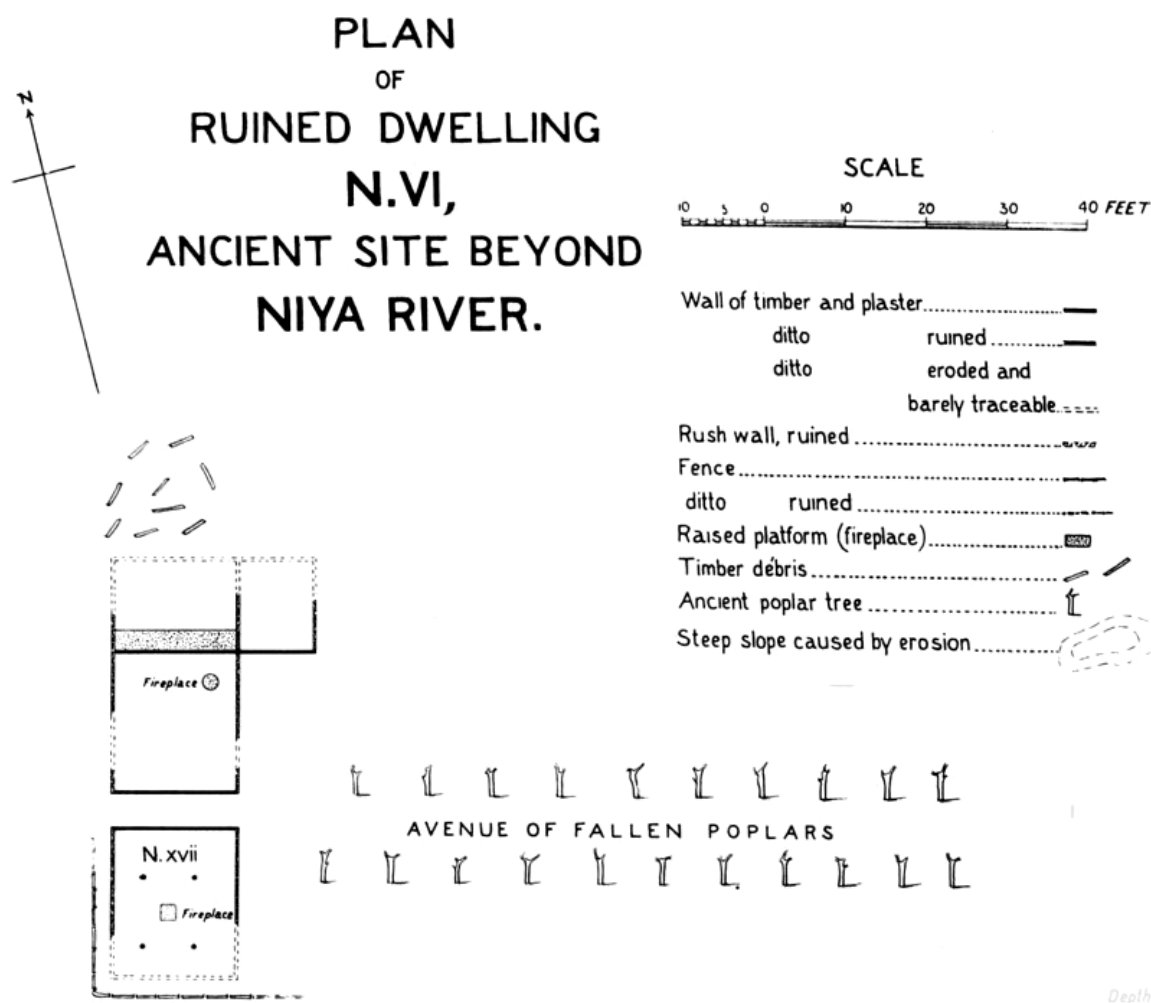 PLAN
OF
RUINED DWELLING
N.VI,
ANCIENT SITE BEYOND
NIYA RIVER.
N
SCALE
10 5 0 10 20 30 40 FEET
Wall of timber and plaster
ditto ruined
ditto eroded and
barely traceable
Rush wall, ruined
Fence
ditto ruined
Raised platform (fireplace)
Timber débris
Ancient poplar tree
Steep slope caused by erosion
Fireplace
AVENUE OF FALLEN POPLARS
N.xvii
Fireplace
Depth